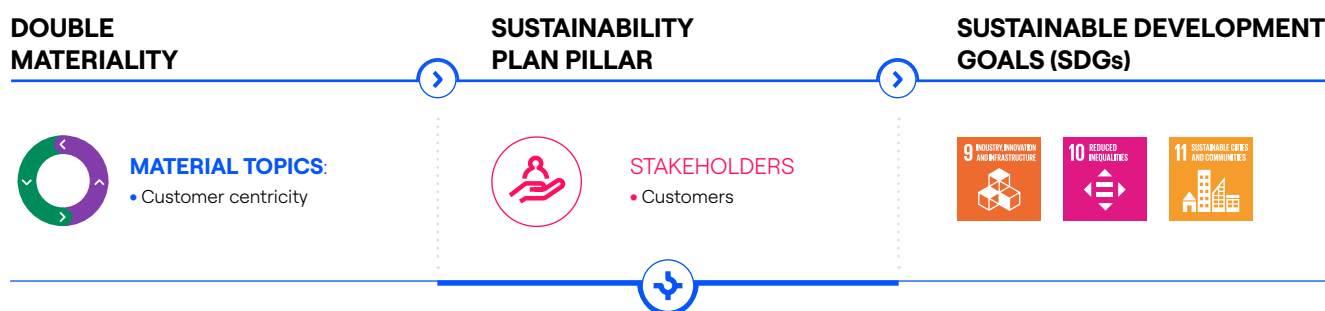 DOUBLE
MATERIALITY
SUSTAINABILITY
PLAN PILLAR
SUSTAINABLE DEVELOPMENT
GOALS (SDGs)
MATERIAL TOPICS:
• Customer centricity
STAKEHOLDERS
• Customers
9 INDUSTRY, INNOVATION
AND INFRASTRUCTURE
10 REDUCED
INEQUALITIES
11 SUSTAINABLE CITIES
AND COMMUNITIES